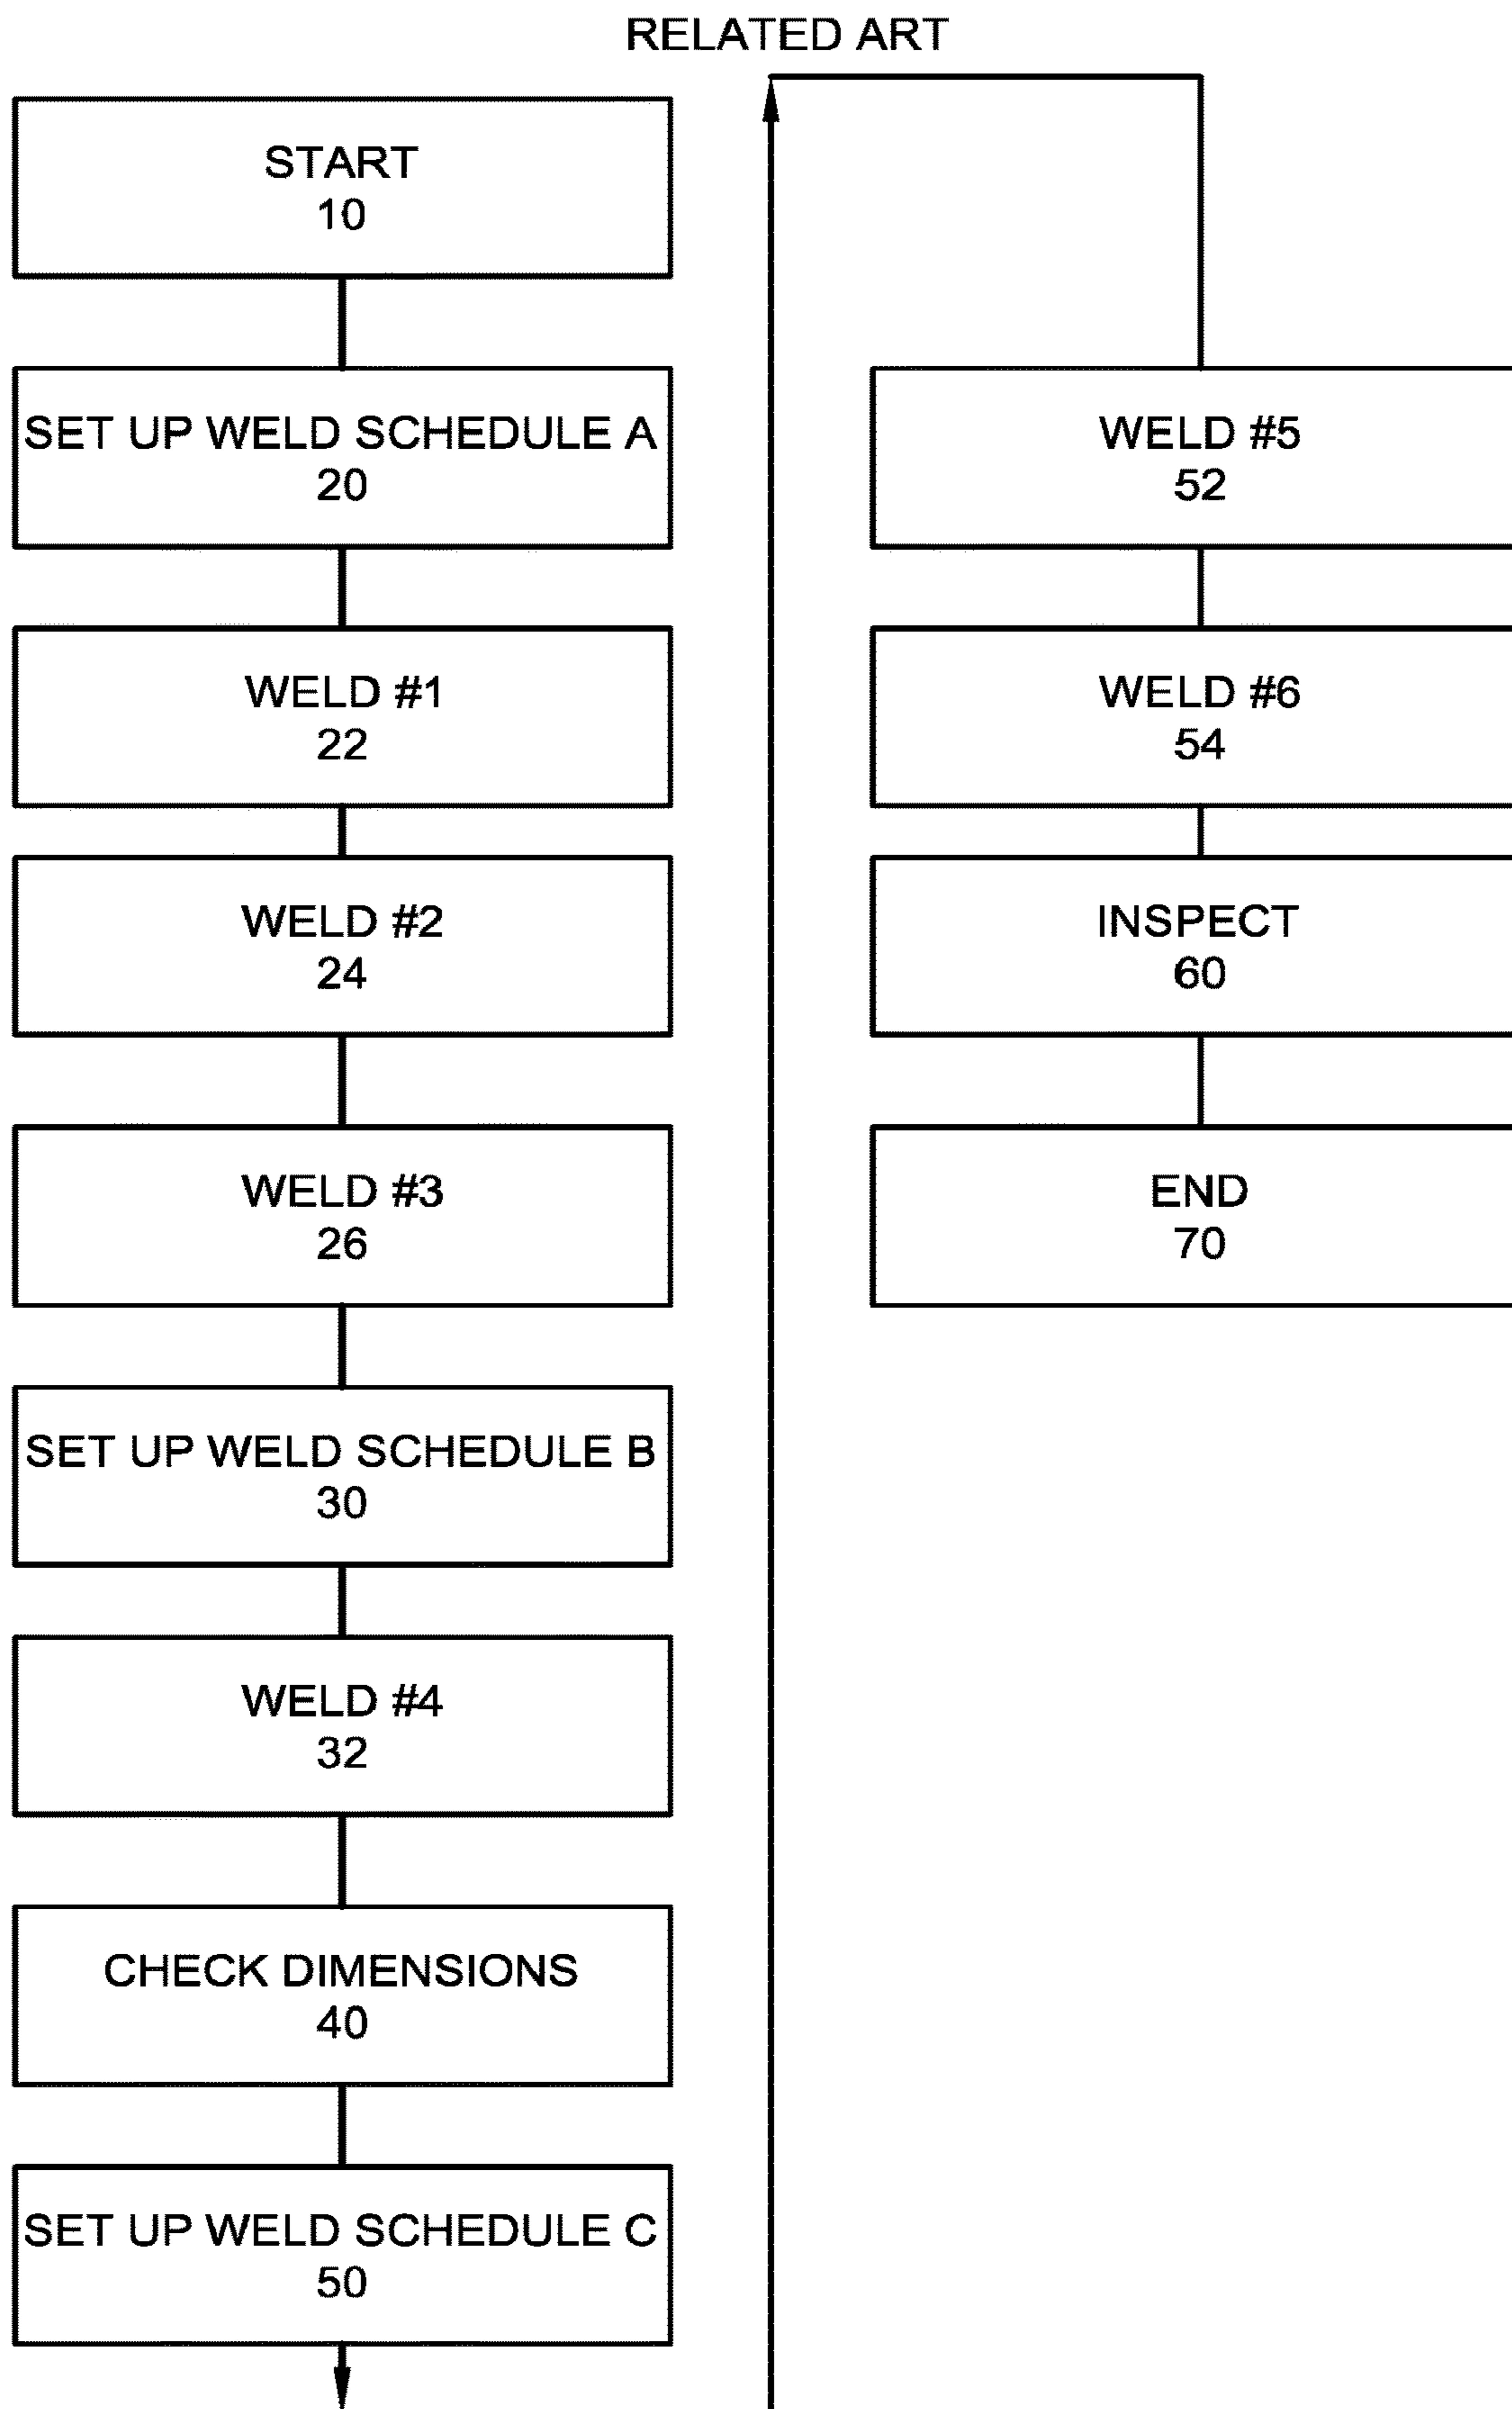 RELATED ART
START
10
SET UP WELD SCHEDULE A
20
WELD #1
22
WELD #2
24
WELD #3
26
SET UP WELD SCHEDULE B
30
WELD #4
32
CHECK DIMENSIONS
40
SET UP WELD SCHEDULE C
50
WELD #5
52
WELD #6
54
INSPECT
60
END
70